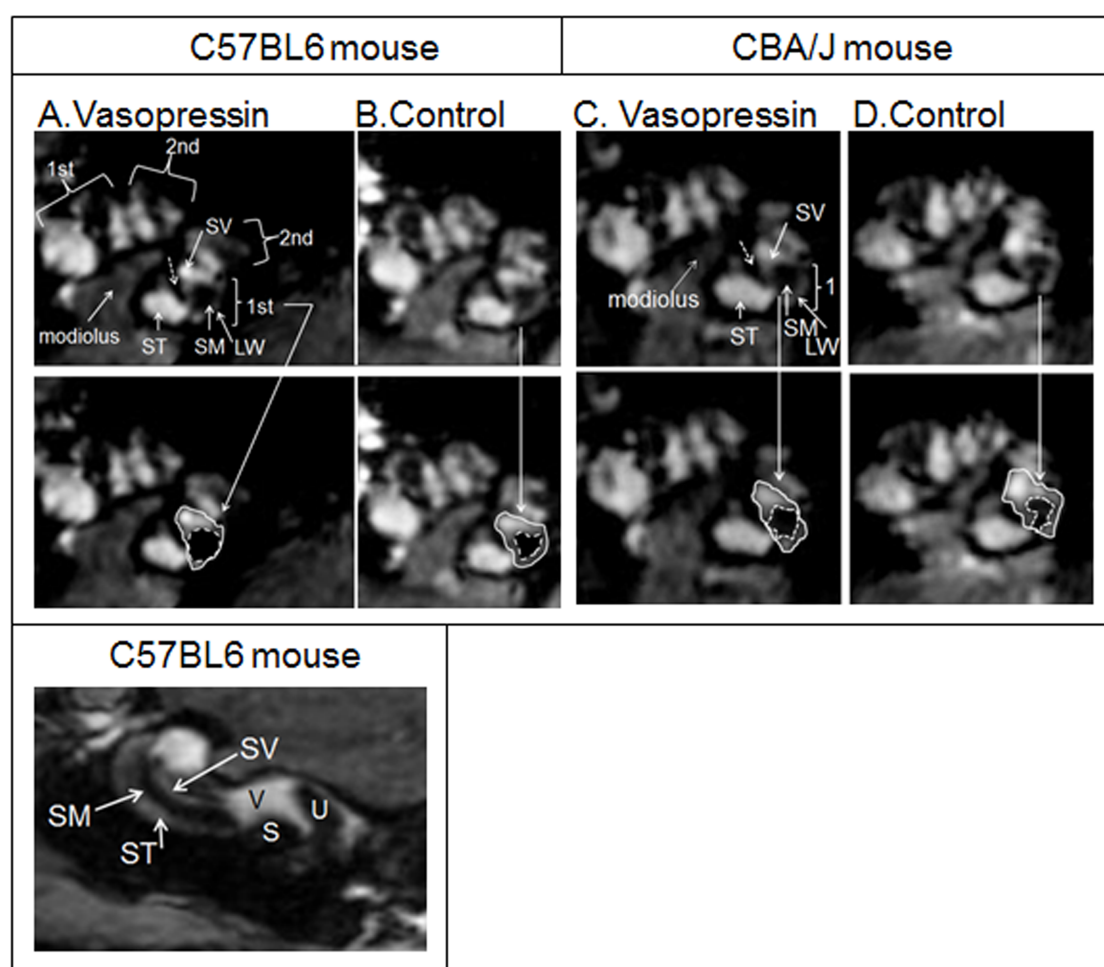 C57BL6 mouse
CBA/J mouse
A.Vasopressin
B.Control
C. Vasopressin
D.Control
1st
2nd
SV
2nd
1st
modiolus
ST
SM
LW
SV
modiolus
1
ST
SM
LW
C57BL6 mouse
SV
SM
ST
V
S
U